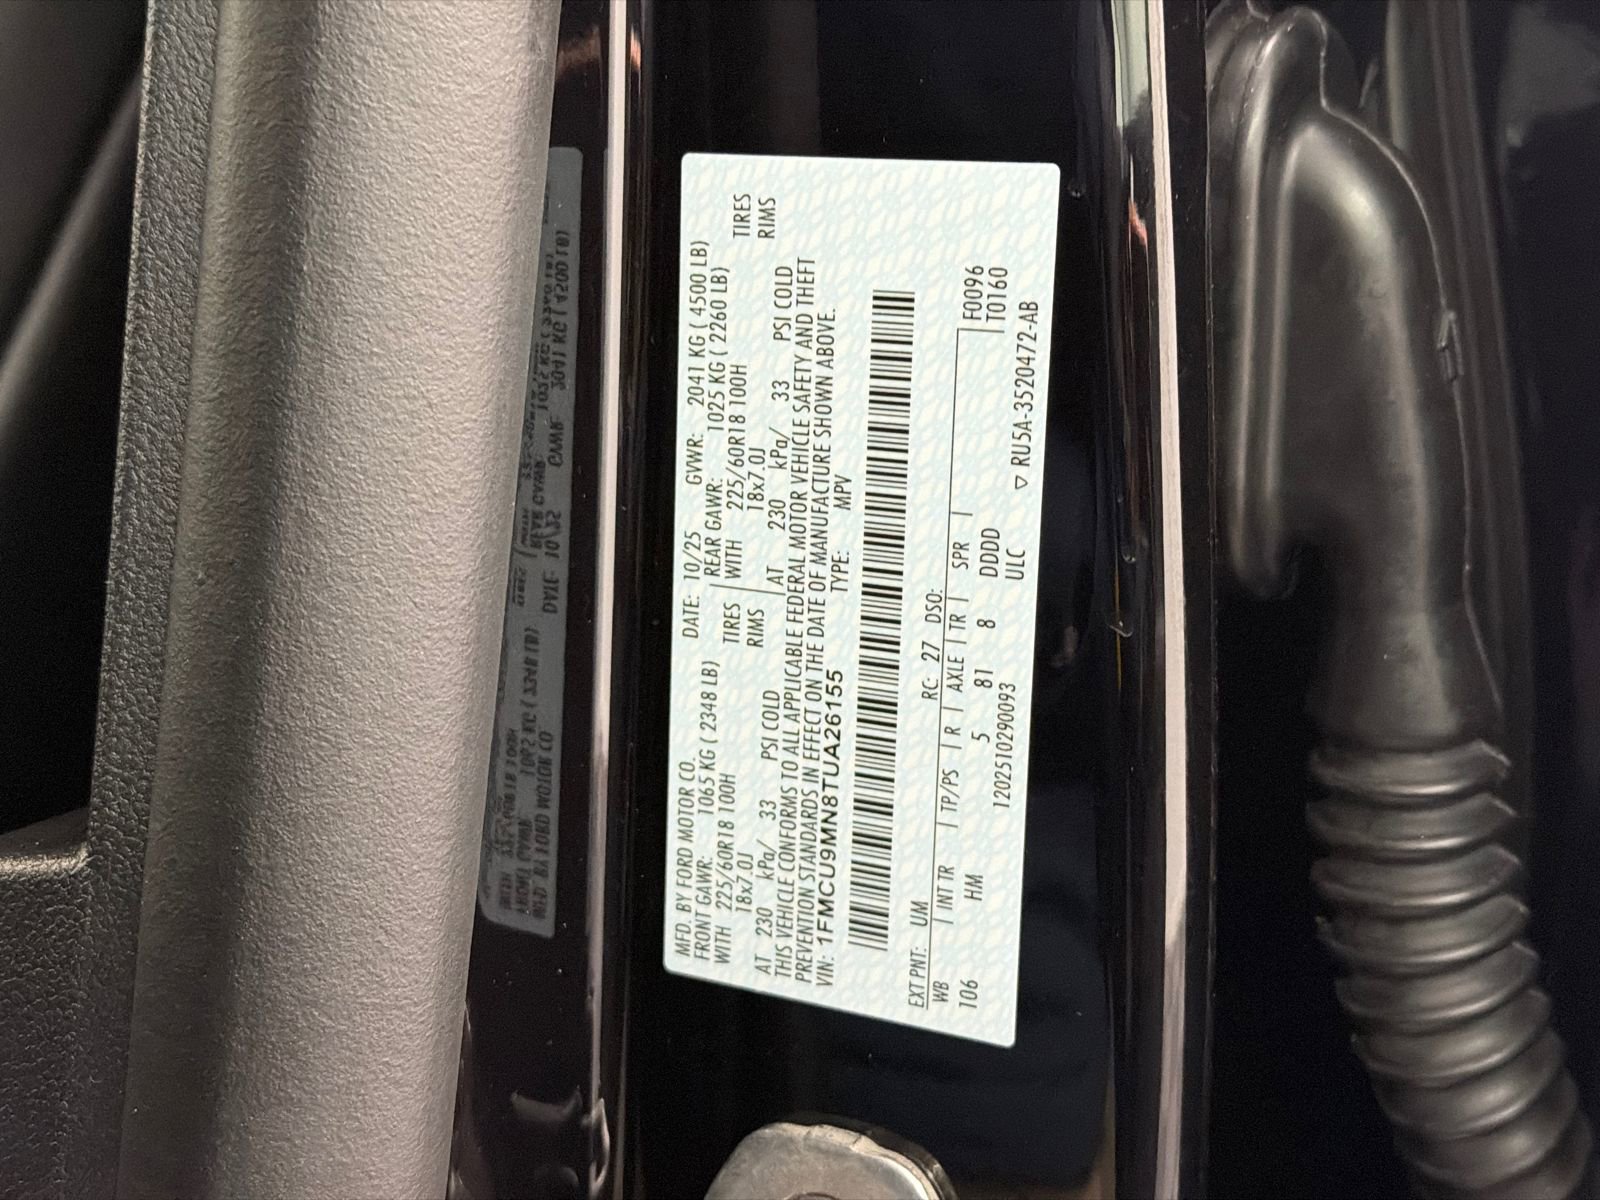 MFD. BY FORD MOTOR CO. DATE: 10/25 GVWR: 2041 KG ( 4500 LB)
FRONT GAWR: 1065 KG ( 2348 LB) REAR GAWR: 1025 KG ( 2260 LB)
WITH 225/60R18 100H TIRES WITH 225/60R18 100H TIRES
18x7.0J RIMS 18x7.0J RIMS
AT 230 kPa/ 33 PSI COLD AT 230 kPa/ 33 PSI COLD
THIS VEHICLE CONFORMS TO ALL APPLICABLE FEDERAL MOTOR VEHICLE SAFETY AND THEFT
PREVENTION STANDARDS IN EFFECT ON THE DATE OF MANUFACTURE SHOWN ABOVE.
VIN: 1FMCU9MN8TUA26155 TYPE: MPV
EXT PNT: UM RC: 27 DSO:
WB | INT TR | TP/PS | R | AXLE | TR | SPR | F0096
106 HM 5 81 8 DDDD T0160
120251029 0093 ULC ▽ RU5A-3520472-AB